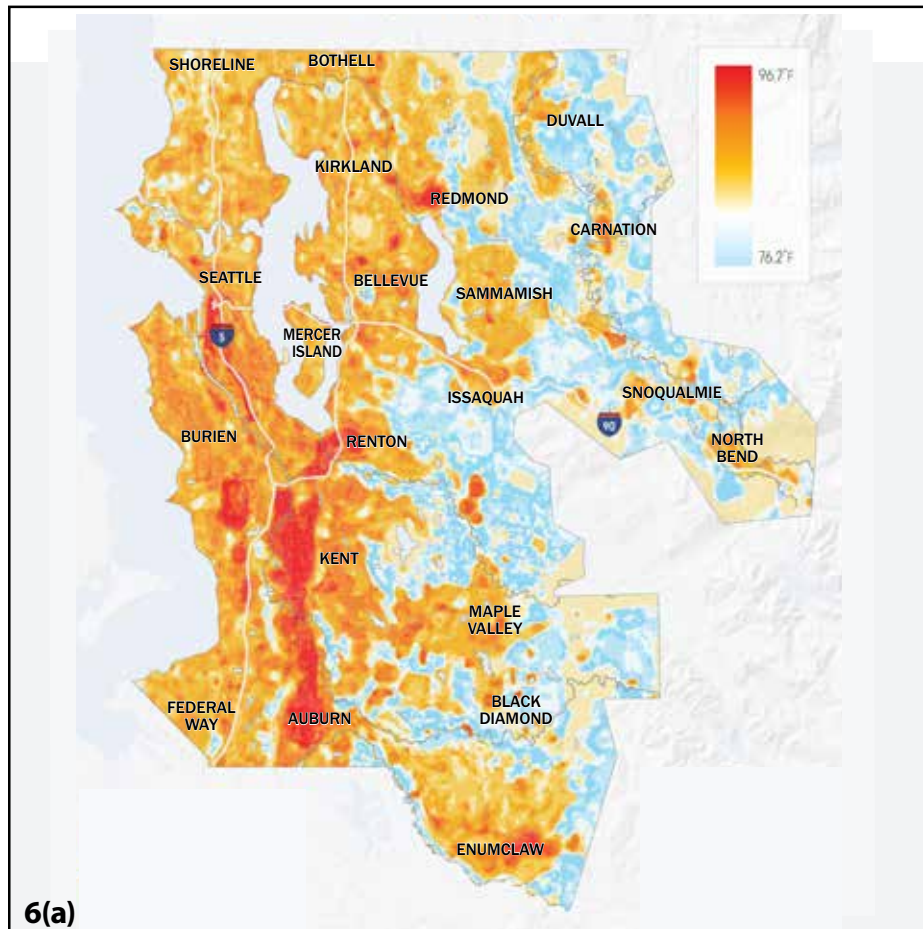 SHORELINE
BOTHELL
96.7°F
DUVALL
KIRKLAND
REDMOND
CARNATION
76.2°F
SEATTLE
BELLEVUE
SAMMAMISH
5
MERCER
ISLAND
ISSAQUAH
SNOQUALMIE
90
BURIEN
RENTON
NORTH
BEND
KENT
MAPLE
VALLEY
FEDERAL
WAY
AUBURN
BLACK
DIAMOND
ENUMCLAW
6(a)